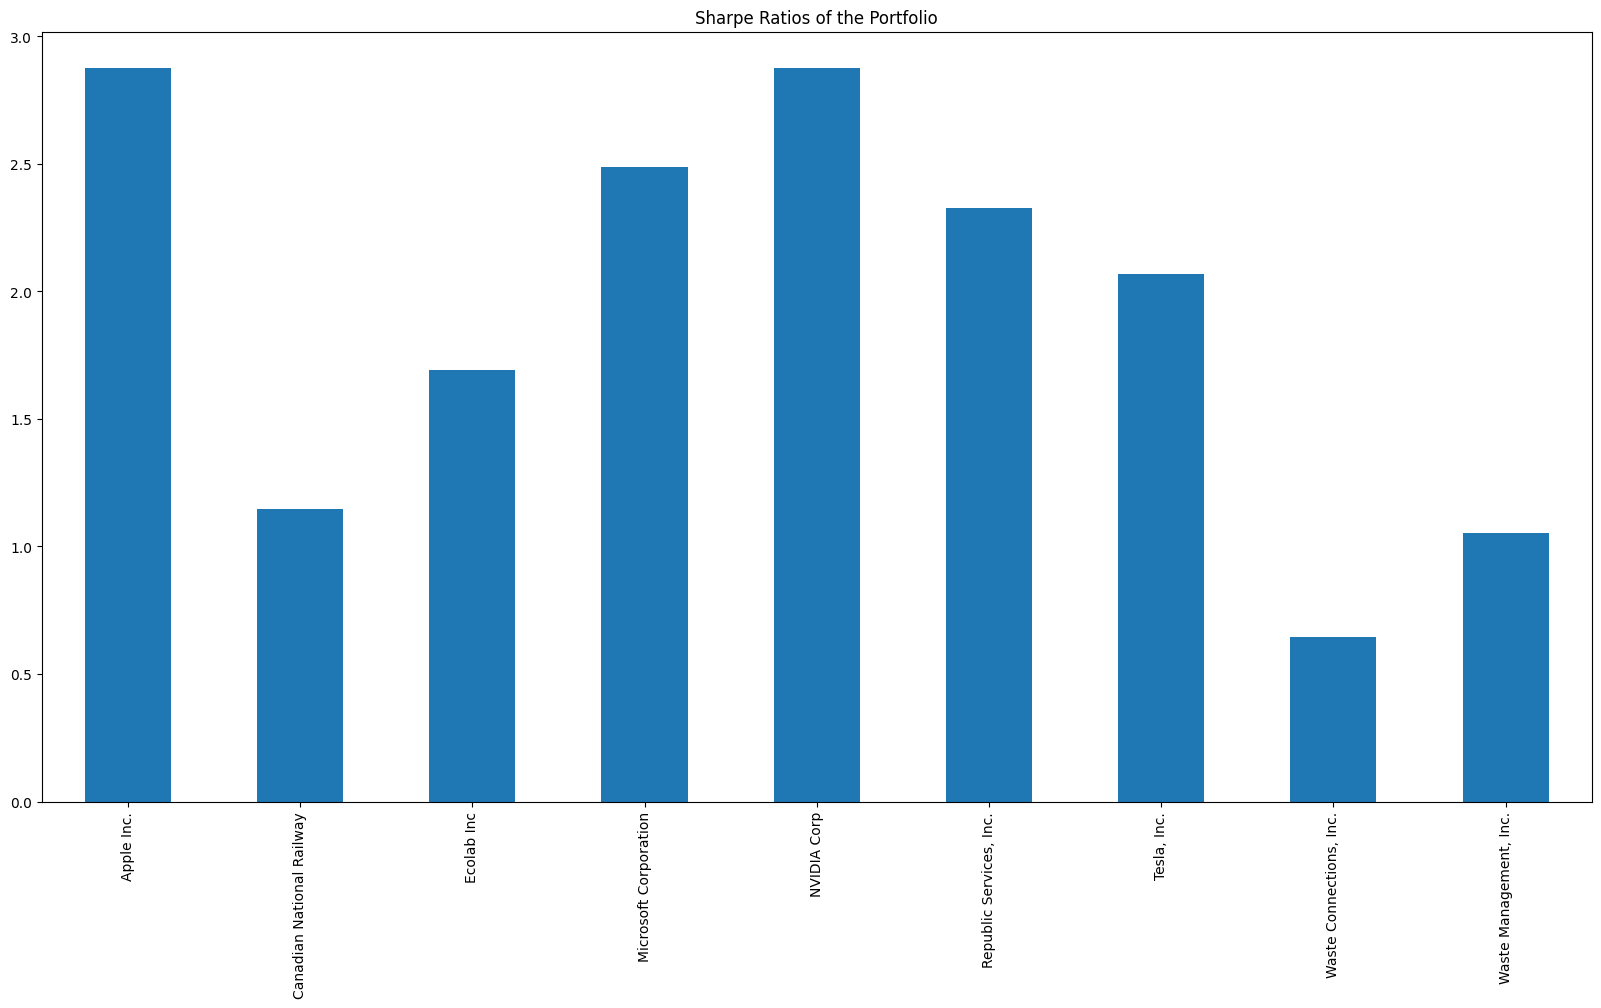 Sharpe Ratios of the Portfolio
3.0
2.5
2.0
1.5
1.0
0.5
0.0
Apple Inc.
Canadian National Railway
Ecolab Inc
Microsoft Corporation
NVIDIA Corp
Republic Services, Inc.
Tesla, Inc.
Waste Connections, Inc.
Waste Management, Inc.